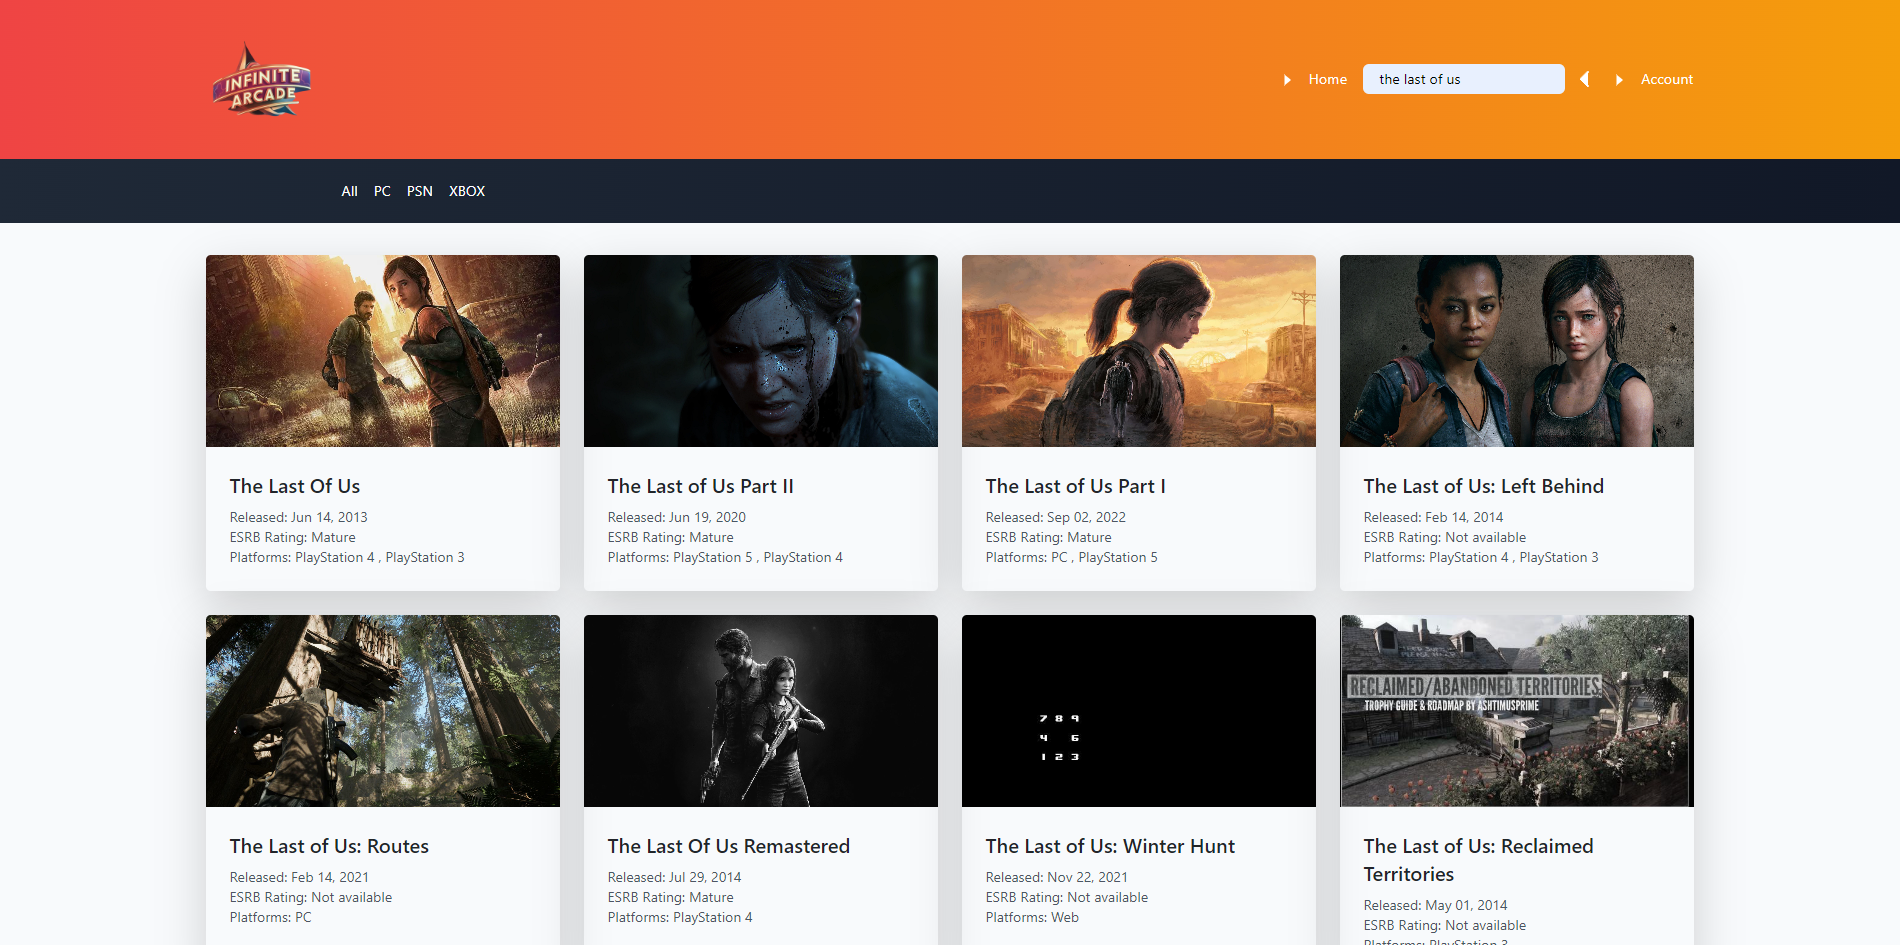 INFINITE
ARCADE
Home
the last of us
Account
All PC PSN XBOX
The Last Of Us
Released: Jun 14, 2013
ESRB Rating: Mature
Platforms: PlayStation 4 , PlayStation 3
The Last of Us Part II
Released: Jun 19, 2020
ESRB Rating: Mature
Platforms: PlayStation 5 , PlayStation 4
The Last of Us Part I
Released: Sep 02, 2022
ESRB Rating: Mature
Platforms: PC , PlayStation 5
The Last of Us: Left Behind
Released: Feb 14, 2014
ESRB Rating: Not available
Platforms: PlayStation 4 , PlayStation 3
The Last of Us: Routes
Released: Feb 14, 2021
ESRB Rating: Not available
Platforms: PC
The Last Of Us Remastered
Released: Jul 29, 2014
ESRB Rating: Mature
Platforms: PlayStation 4
7 8 9
4 6
1 2 3
The Last of Us: Winter Hunt
Released: Nov 22, 2021
ESRB Rating: Not available
Platforms: Web
RECLAIMED/ABANDONED TERRITORIES
TROPHY GUIDE & ROADMAP BY ASHTIMUSPRIME
The Last of Us: Reclaimed
Territories
Released: May 01, 2014
ESRB Rating: Not available
Platforms: PlayStation 3